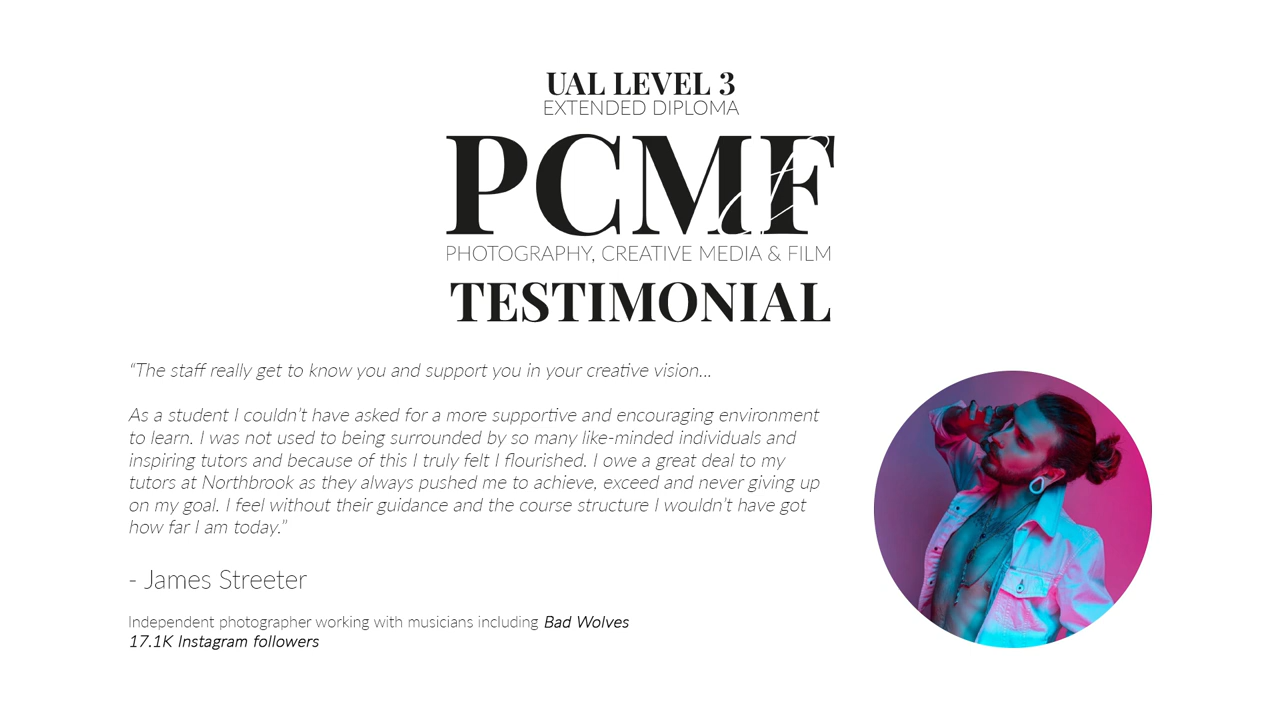 UAL LEVEL 3
EXTENDED DIPLOMA
PCM&F
PHOTOGRAPHY, CREATIVE MEDIA & FILM
TESTIMONIAL
"The staff really get to know you and support you in your creative vision...
As a student I couldn't have asked for a more supportive and encouraging environment
to learn. I was not used to being surrounded by so many like-minded individuals and
inspiring tutors and because of this I truly felt I flourished. I owe a great deal to my
tutors at Northbrook as they always pushed me to achieve, exceed and never giving up
on my goal. I feel without their guidance and the course structure I wouldn't have got
how far I am today."
- James Streeter
Independent photographer working with musicians including Bad Wolves
17.1K Instagram followers